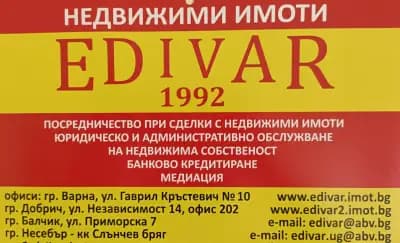 НЕДВИЖИМИ ИМОТИ
EDIVAR
1992
ПОСРЕДНИЧЕСТВО ПРИ СДЕЛКИ С НЕДВИЖИМИ ИМОТИ
ЮРИДИЧЕСКО И АДМИНИСТРАТИВНО ОБСЛУЖВАНЕ
НА НЕДВИЖИМА СОБСТВЕНОСТ
БАНКОВО КРЕДИТИРАНЕ
МЕДИАЦИЯ
офиси: гр. Варна, ул. Гаврил Кръстевич № 10 www.edivar.imot.bg
гр. Добрич, ул. Независимост 14, офис 202 www.edivar2.imot.bg
гр. Балчик, ул. Приморска 7 e-mail: edivar@abv.bg
гр. Несебър - кк Слънчев бряг e-mail: edivar.ug@abv.bg